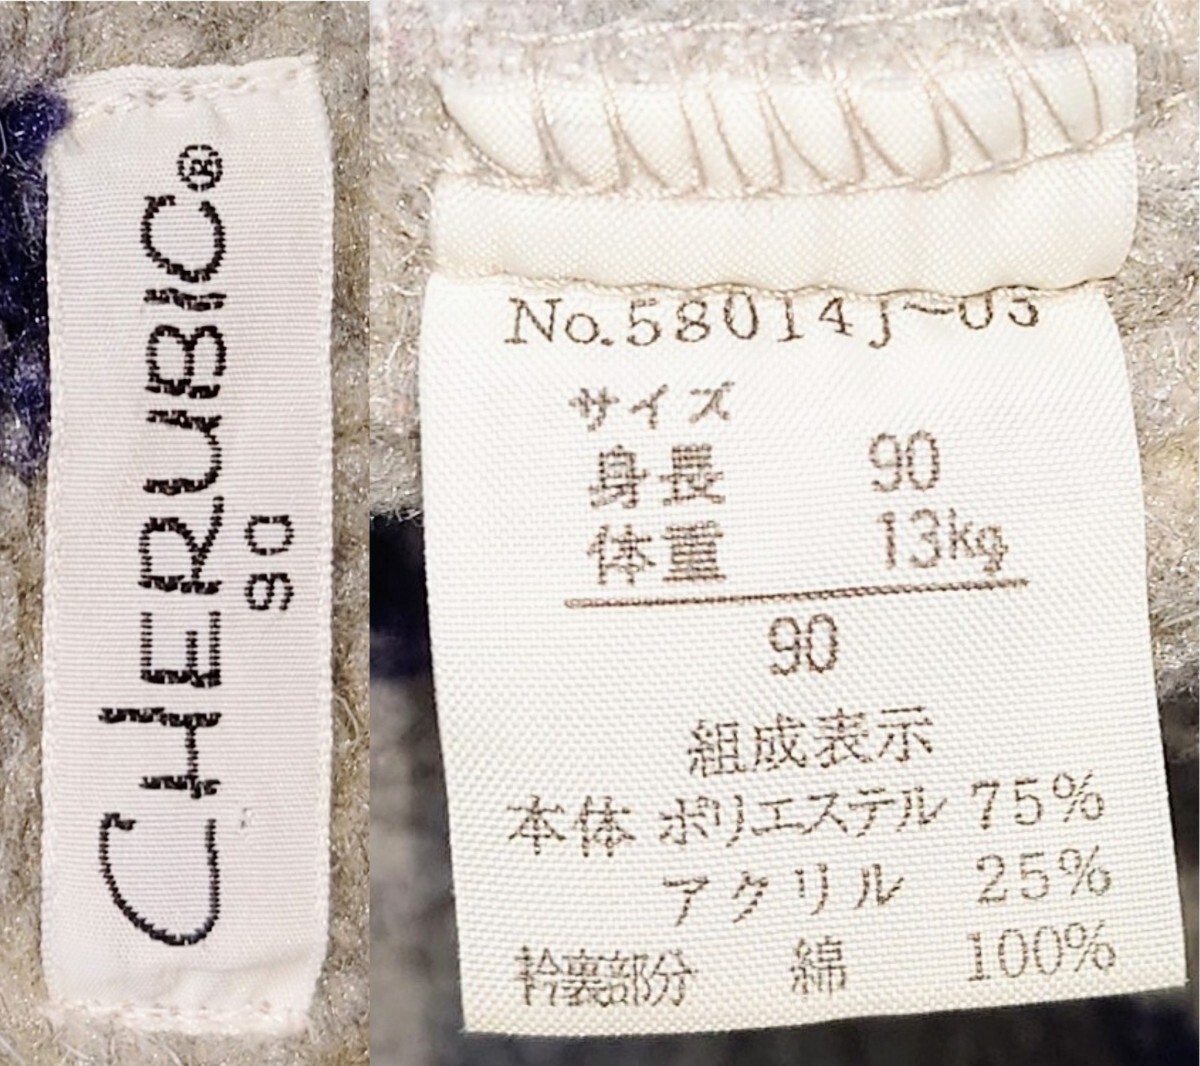 CHERUBIC®
90
No.58014J-03
サイズ
身長 90
体重 13kg
90
組成表示
本体 ポリエステル 75%
アクリル 25%
衿裏部分 綿 100%